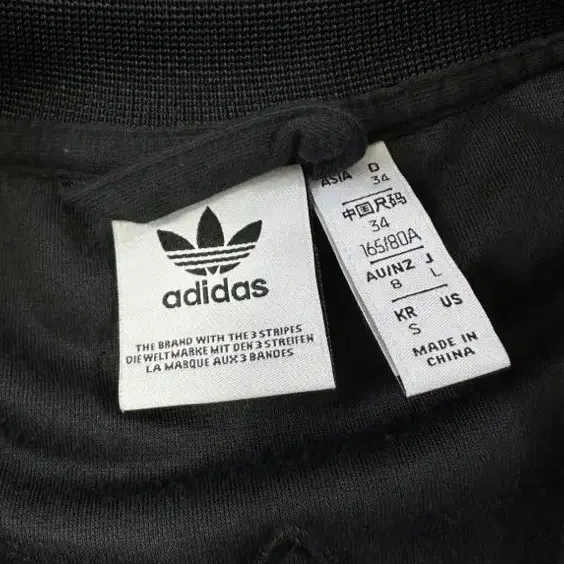 adidas
THE BRAND WITH THE 3 STRIPES
DIE WELTMARKE MIT DEN 3 STREIFEN
LA MARQUE AUX 3 BANDES
ASIA D
34
中国尺码
34
165/80A
AU/NZ J
8 L
KR US
S
MADE IN
CHINA